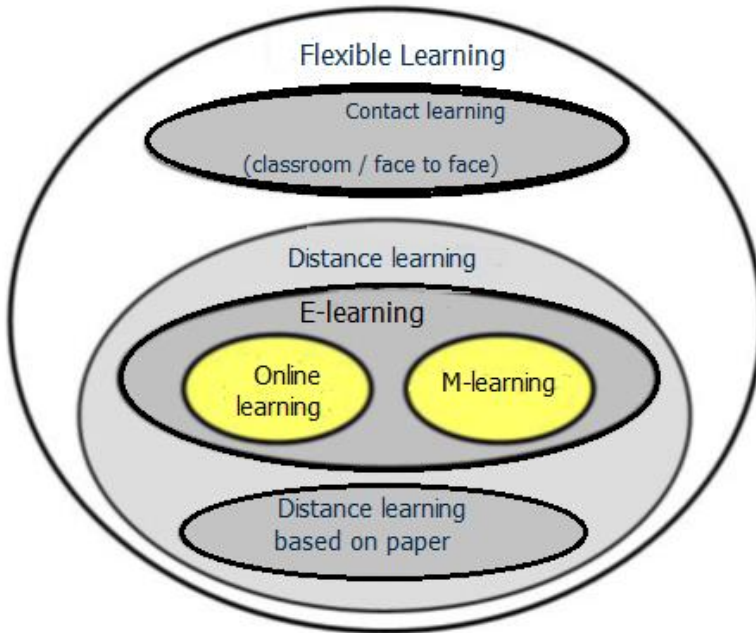 Flexible Learning
Contact learning
(classroom / face to face)
Distance learning
E-learning
Online
learning
M-learning
Distance learning
based on paper